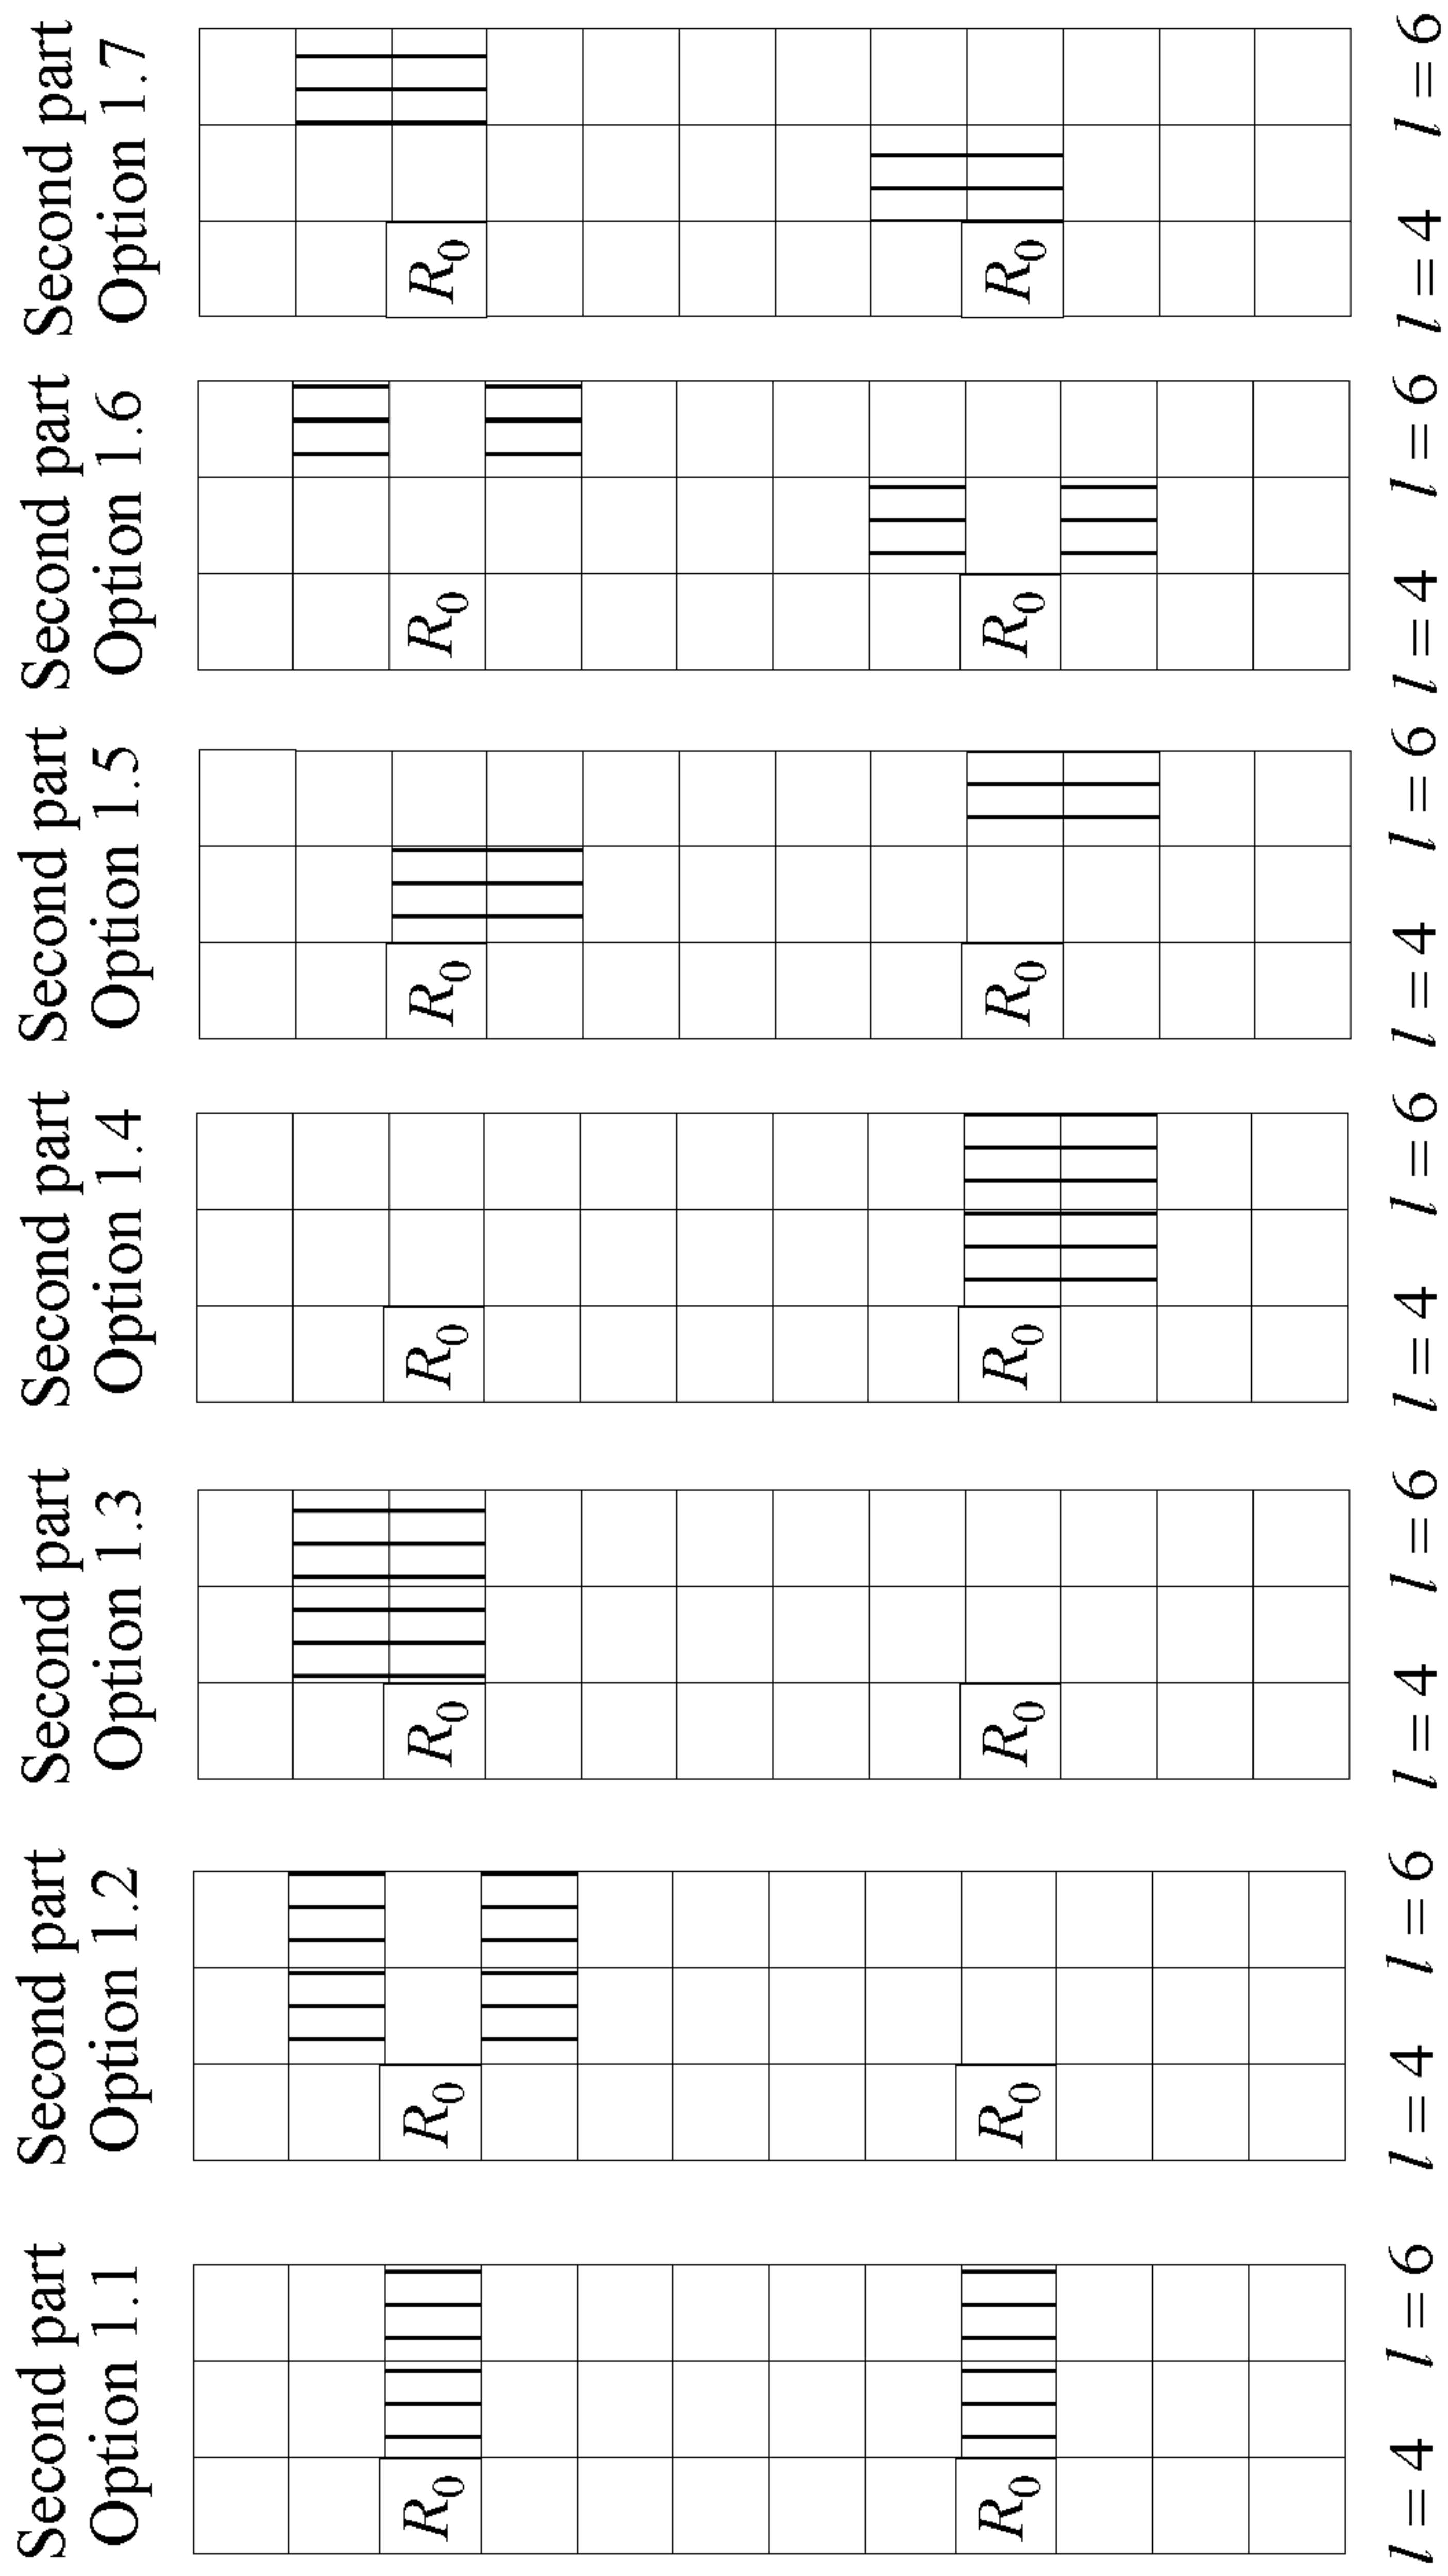 Second part
Option 1.1
R0
R0
l = 4 l = 6
Second part
Option 1.2
R0
R0
l = 4 l = 6
Second part
Option 1.3
R0
R0
l = 4 l = 6
Second part
Option 1.4
R0
R0
l = 4 l = 6
Second part
Option 1.5
R0
R0
l = 4 l = 6
Second part
Option 1.6
R0
R0
l = 4 l = 6
Second part
Option 1.7
R0
R0
l = 4 l = 6